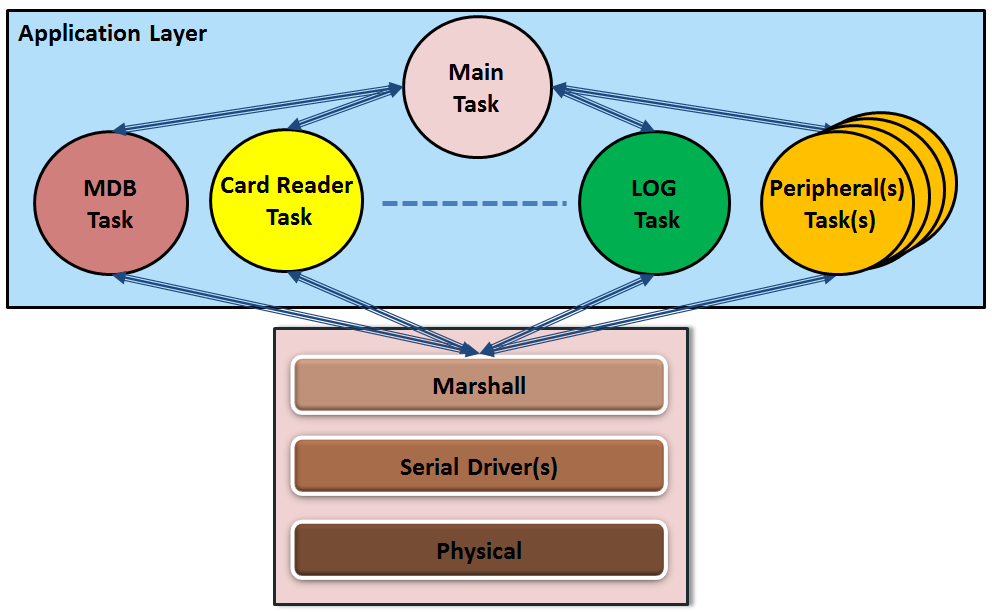 Application Layer
Main
Task
MDB
Task
Card Reader
Task
LOG
Task
Peripheral(s)
Task(s)
Marshall
Serial Driver(s)
Physical